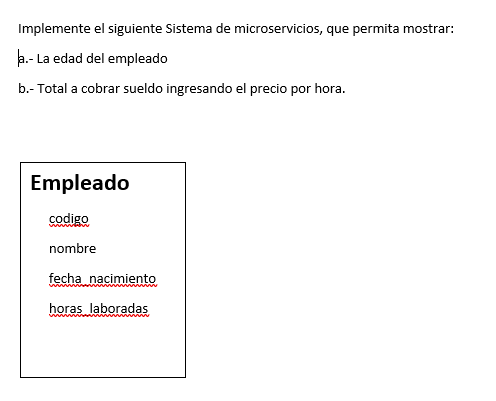 Implemente el siguiente Sistema de microservicios, que permita mostrar:
a.- La edad del empleado
b.- Total a cobrar sueldo ingresando el precio por hora.
Empleado
codigo
nombre
fecha_nacimiento
horas_laboradas